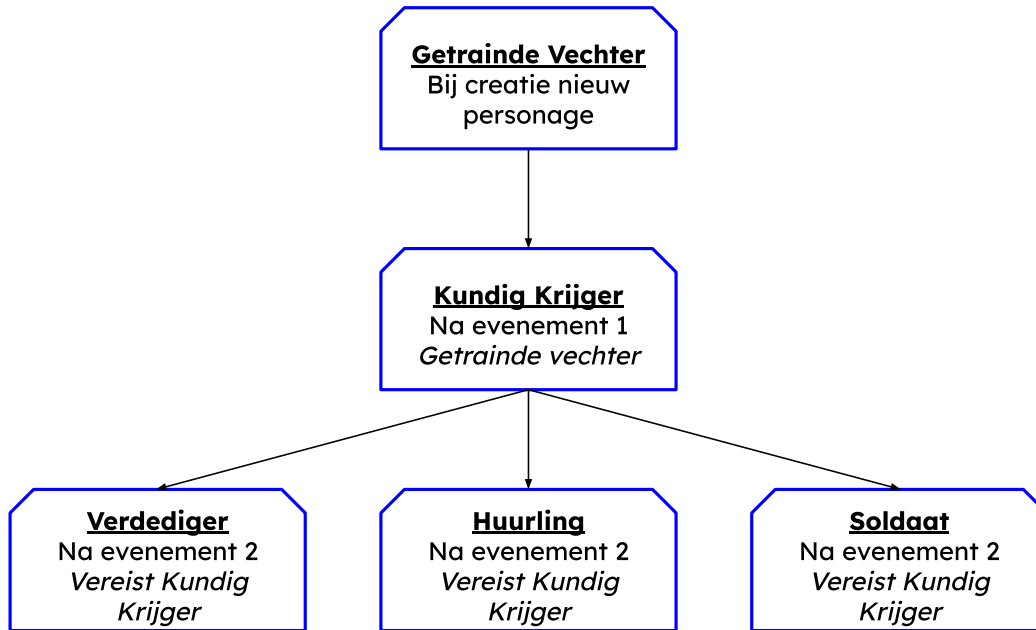 Getrainde Vechter
Bij creatie nieuw
personage
Kundig Krijger
Na evenement 1
Getrainde vechter
Verdediger
Na evenement 2
Vereist Kundig
Krijger
Huurling
Na evenement 2
Vereist Kundig
Krijger
Soldaat
Na evenement 2
Vereist Kundig
Krijger